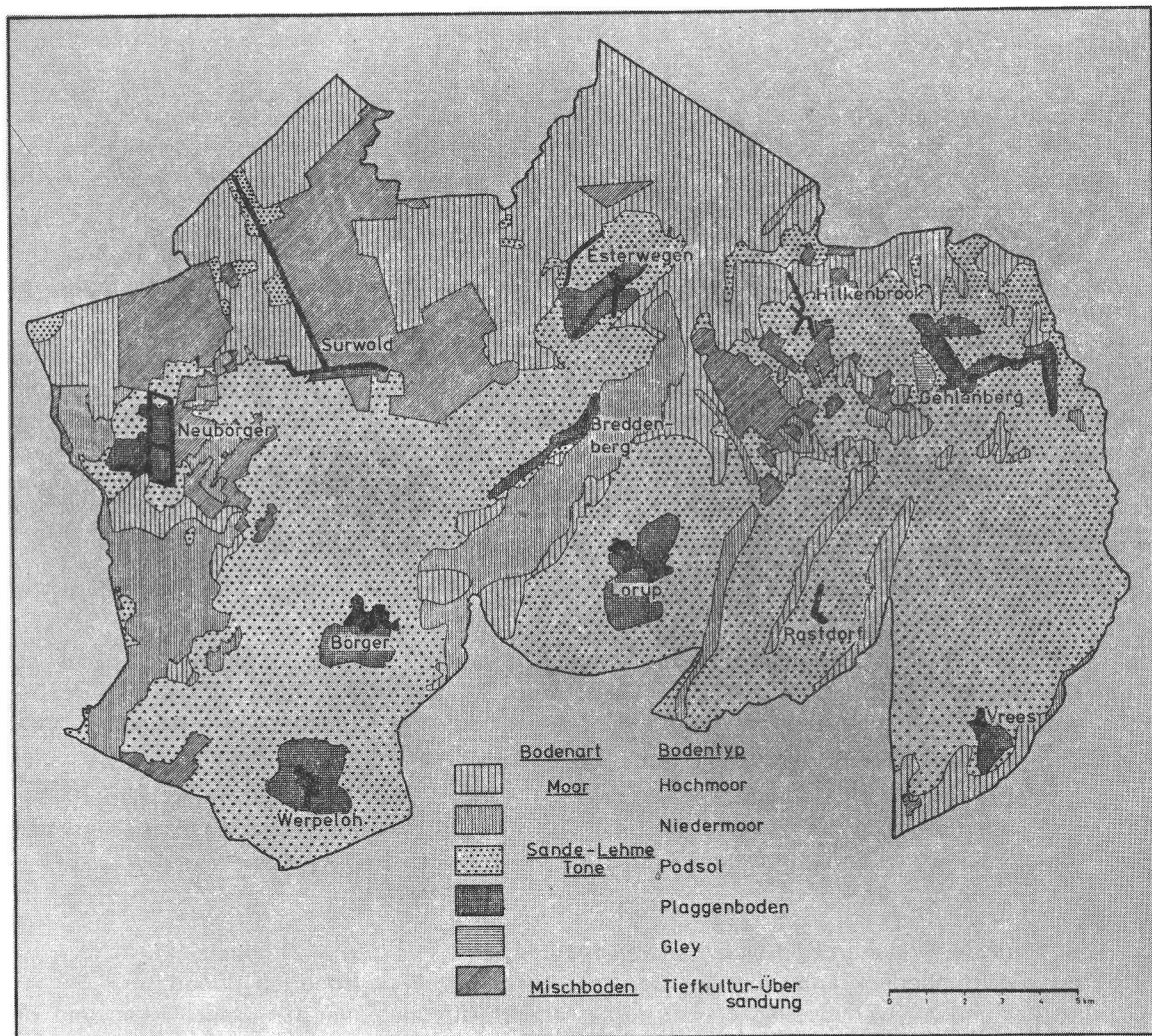 Esterwegen
Hilkenbrook
Surwold
Gehlenberg
Neubörger
Bredden-
berg
Lorup
Rastdorf
Börger
Vrees
Werpeloh
Bodenart Bodentyp
Moor Hochmoor
Niedermoor
Sande-Lehme
Tone Podsol
Plaggenboden
Gley
Mischboden Tiefkultur-Über
sandung
0 1 2 3 4 5 km